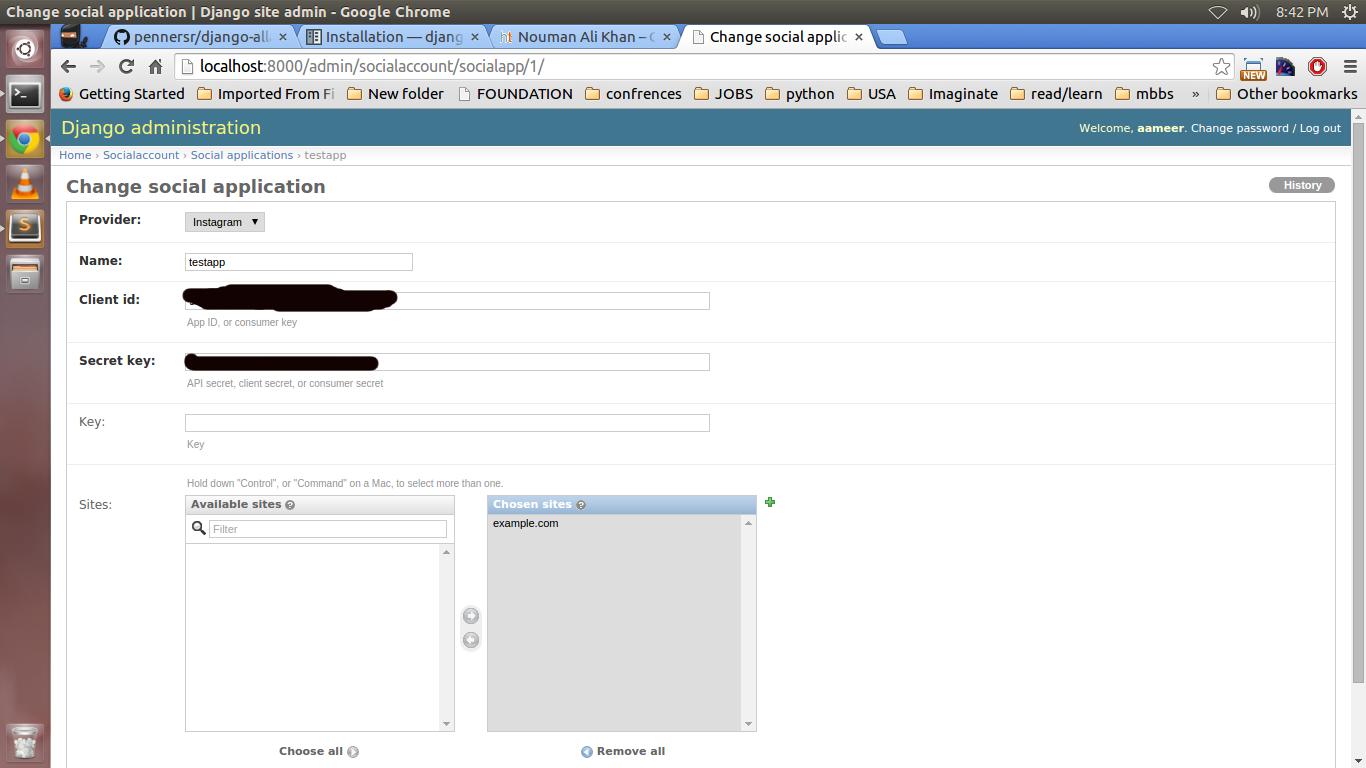 Change social application | Django site admin - Google Chrome
8:42 PM
pennersr/django-all
Installation — djang
Nouman Ali Khan –
Change social applic
localhost:8000/admin/socialaccount/socialapp/1/
NEW
Getting Started
Imported From Fi
New folder
FOUNDATION
confrences
JOBS
python
USA
Imaginate
read/learn
mbbs
»
Other bookmarks
Django administration
Welcome, aameer. Change password / Log out
Home › Socialaccount › Social applications › testapp
Change social application
History
Provider:
Instagram
Name:
testapp
Client id:
App ID, or consumer key
Secret key:
API secret, client secret, or consumer secret
Key:
Key
Hold down "Control", or "Command" on a Mac, to select more than one.
Sites:
Available sites ?
Chosen sites ?
Filter
example.com
Choose all
Remove all